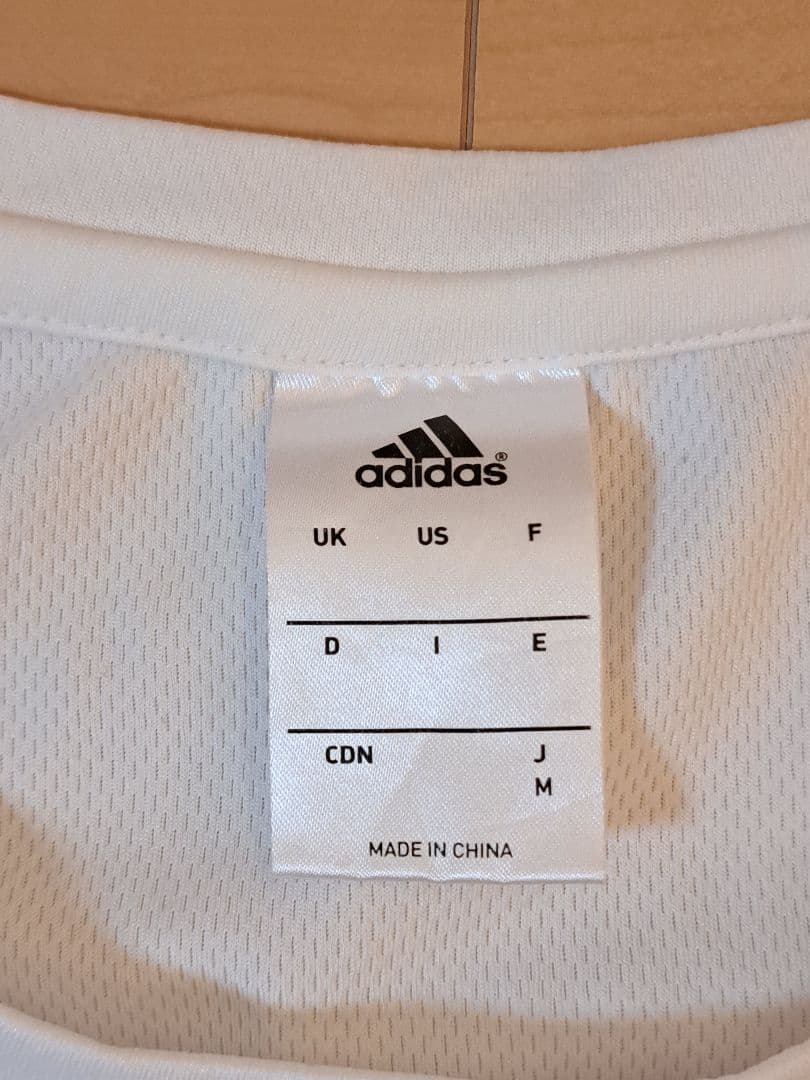 adidas®
UK US F
D I E
CDN J
M
MADE IN CHINA